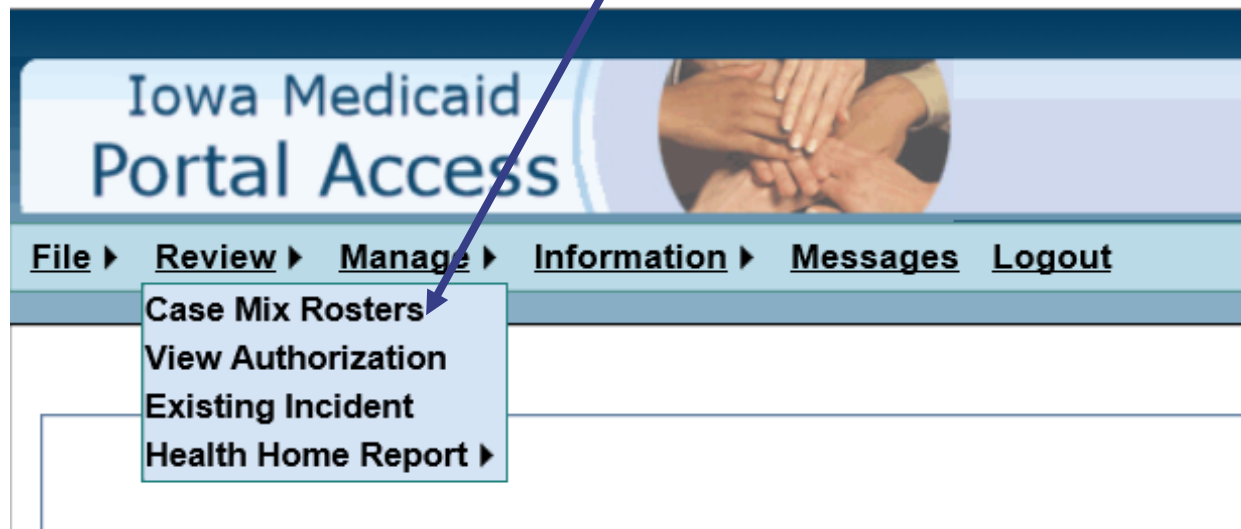 Iowa Medicaid
Portal Access
File Review Manage Information Messages Logout
Case Mix Rosters
View Authorization
Existing Incident
Health Home Report